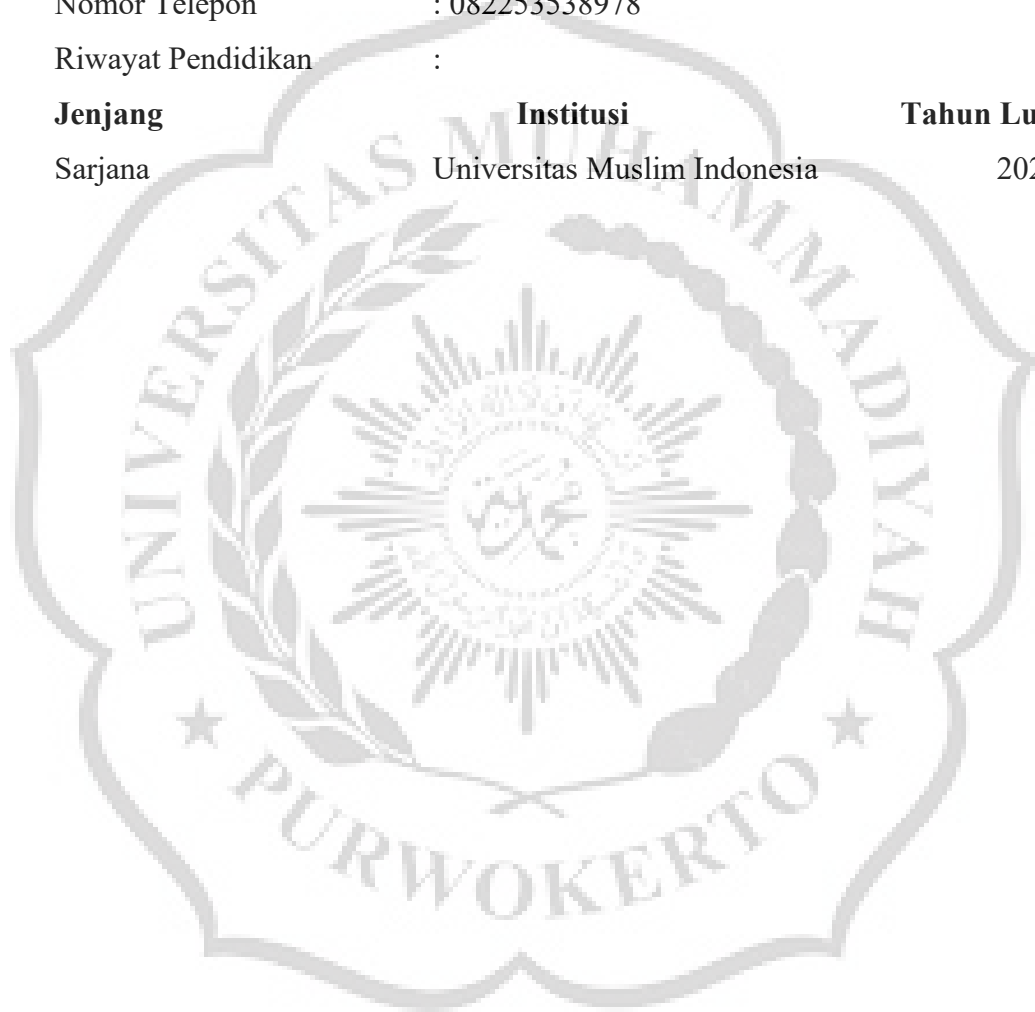 Nomor Telepon : 082253538978
Riwayat Pendidikan :
Jenjang Institusi Tahun Lu
Sarjana Universitas Muslim Indonesia 202
UNIVERSITAS MUHAMMADIYAH
★ PURWOKERTO ★